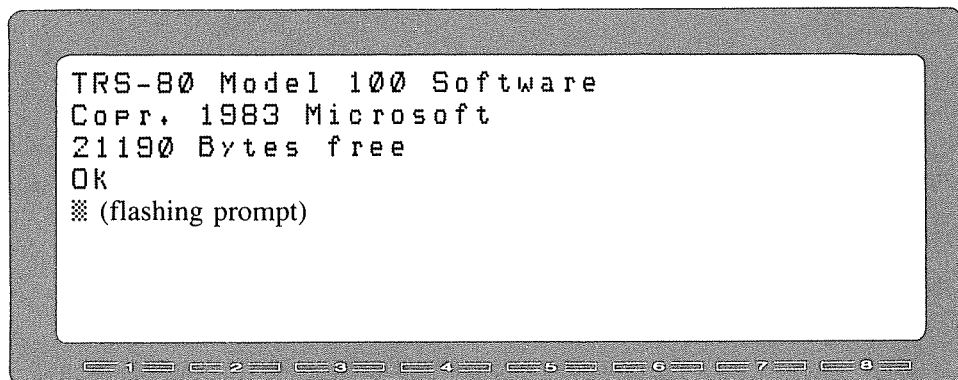 TRS-80 Model 100 Software
Copr. 1983 Microsoft
21190 Bytes free
OK
▒ (flashing prompt)
1 2 3 4 5 6 7 8